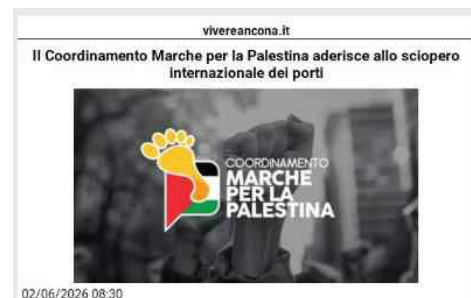 vivereancona.it
Il Coordinamento Marche per la Palestina aderisce allo sciopero
internazionale dei porti
COORDINAMENTO
MARCHE
PER LA
PALESTINA
02/06/2026 08:30